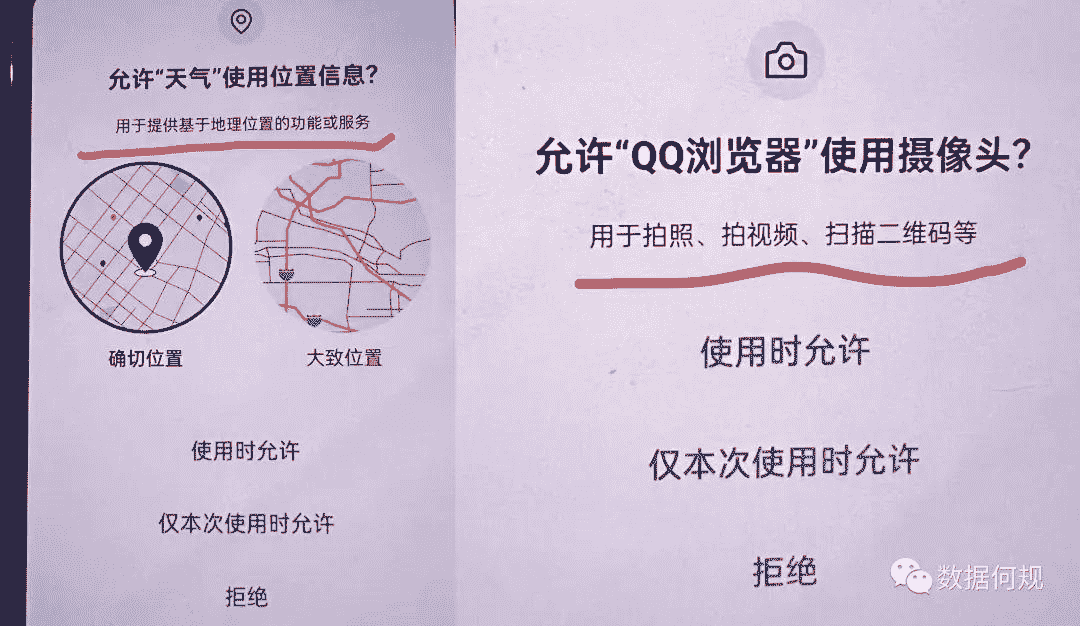 允许“天气”使用位置信息？
用于提供基于地理位置的功能或服务
确切位置
大致位置
使用时允许
仅本次使用时允许
拒绝
允许“QQ浏览器”使用摄像头？
用于拍照、拍视频、扫描二维码等
使用时允许
仅本次使用时允许
拒绝
数据何规